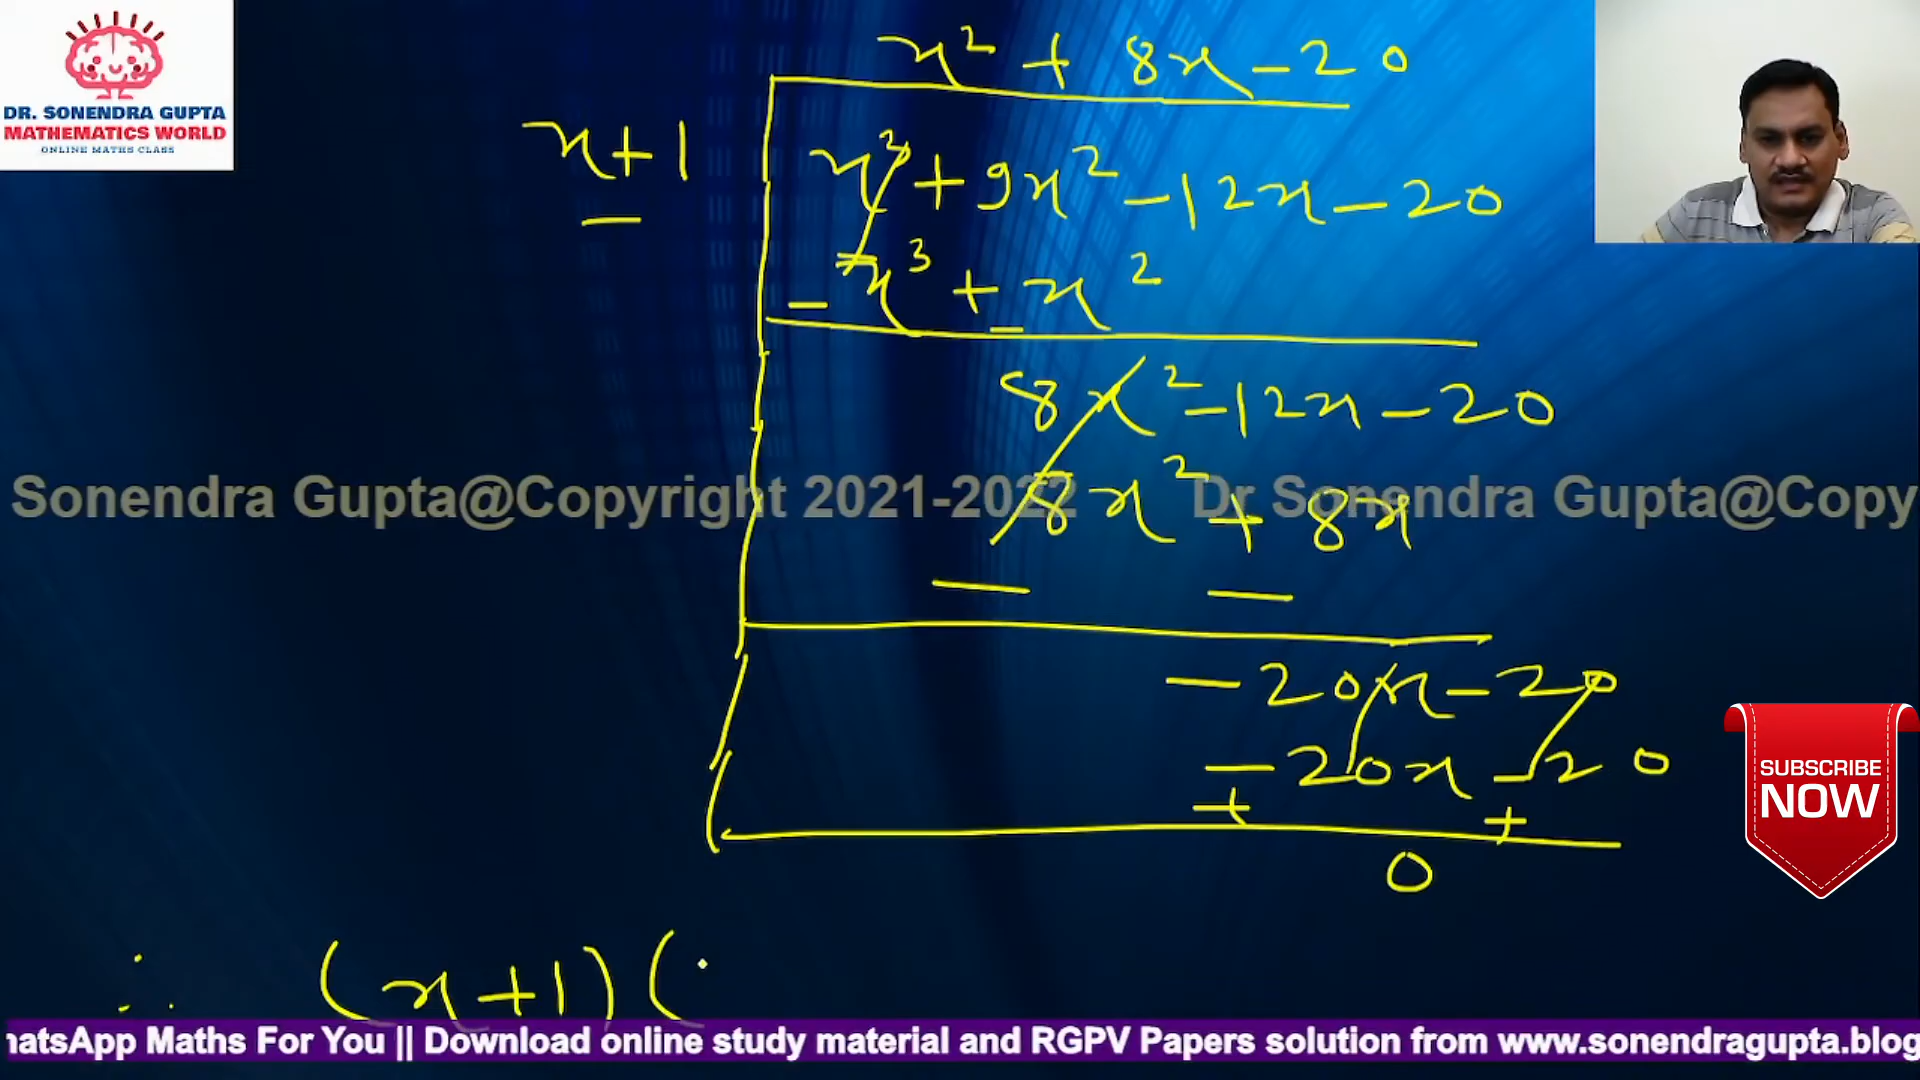 DR. SONENDRA GUPTA
MATHEMATICS WORLD
ONLINE MATHS CLASS
x² + 8x - 20
x+1
x³ + 9x² - 12x - 20
x³ + x²
- -
8x² - 12x - 20
8x² + 8x
- -
-20x - 20
-20x - 20
+ +
0
∴ (x+1)(
Sonendra Gupta@Copyright 2021-2022 Dr Sonendra Gupta@Copy
SUBSCRIBE
NOW
hatsApp Maths For You || Download online study material and RGPV Papers solution from www.sonendragupta.blog